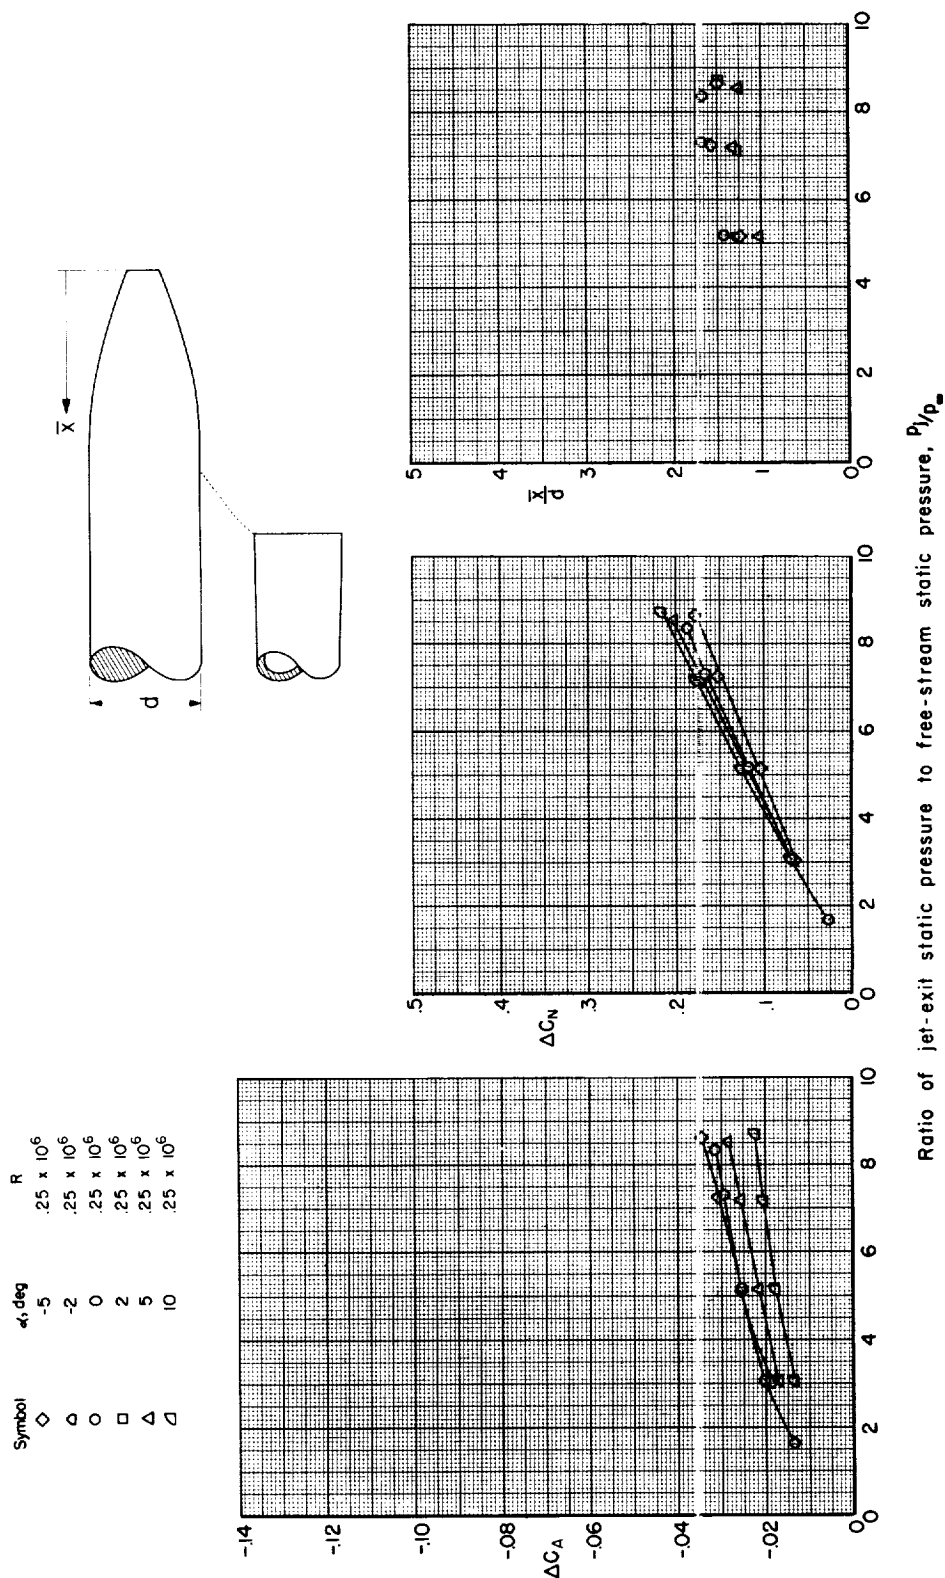 Symbol α, deg R
◇ -5 .25 x 10⁶
-2 .25 x 10⁶
○ 0 .25 x 10⁶
□ 2 .25 x 10⁶
△ 5 .25 x 10⁶
10 .25 x 10⁶
x̄
d
-.14
-.12
-.10
-.08
-.06
-.04
-.02
0
ΔC_A
0 2 4 6 8 10
.5
.4
.3
.2
.1
0
ΔC_N
0 2 4 6 8 10
5
4
3
2
1
0
x̄/d
0 2 4 6 8 10
Ratio of jet-exit static pressure to free-stream static pressure, p_j/p_∞